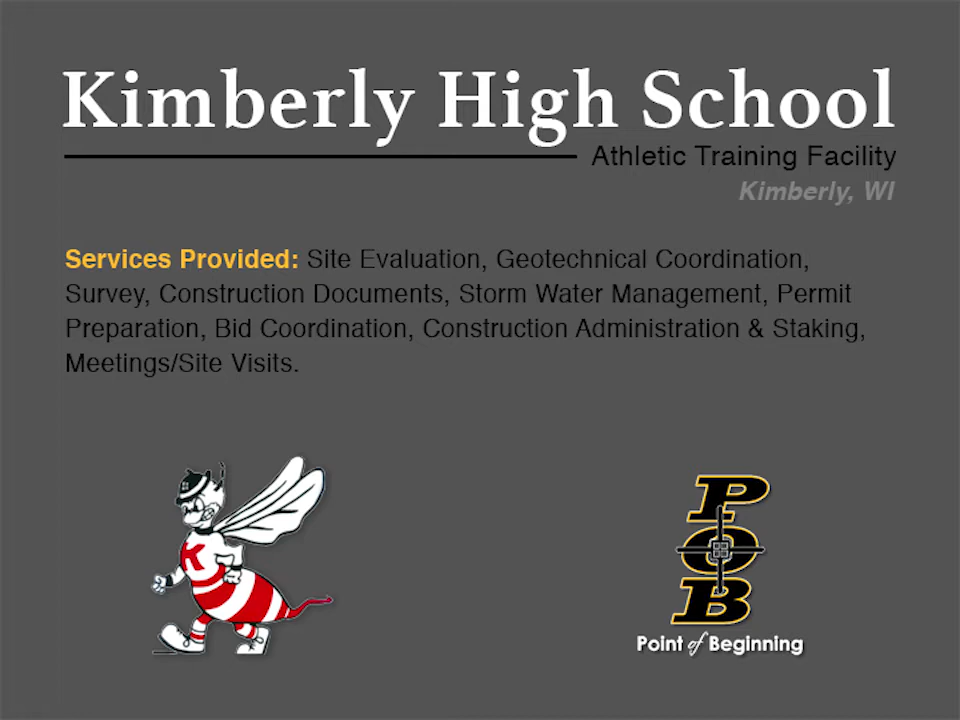 Kimberly High School
Athletic Training Facility
Kimberly, WI
Services Provided: Site Evaluation, Geotechnical Coordination,
Survey, Construction Documents, Storm Water Management, Permit
Preparation, Bid Coordination, Construction Administration & Staking,
Meetings/Site Visits.
K
P
O
B
Point of Beginning